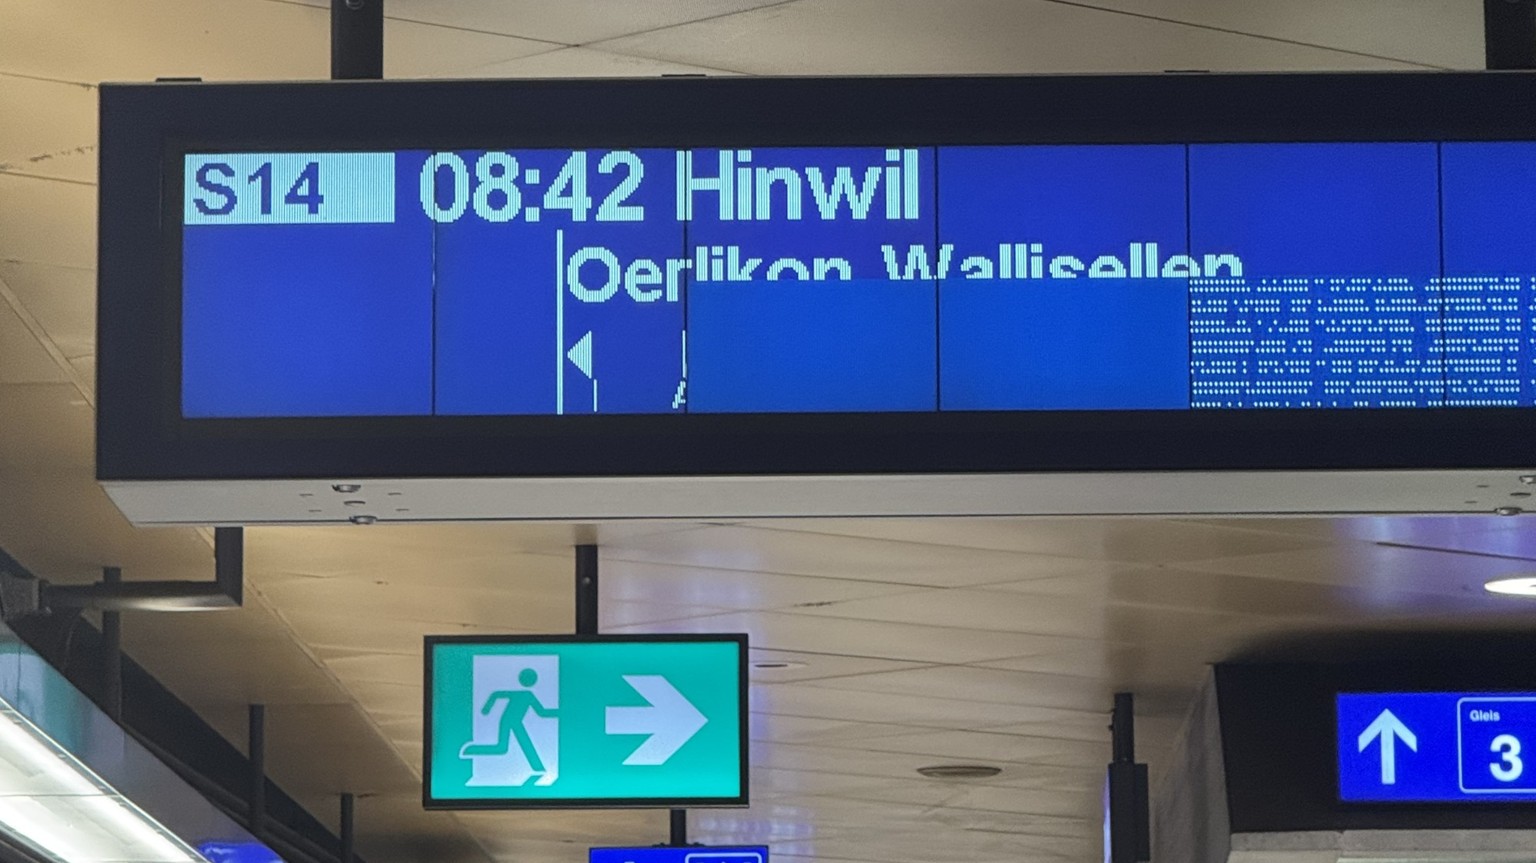 S14 08:42 Hinwil
Oerlikon Wallisellen
Gleis
3